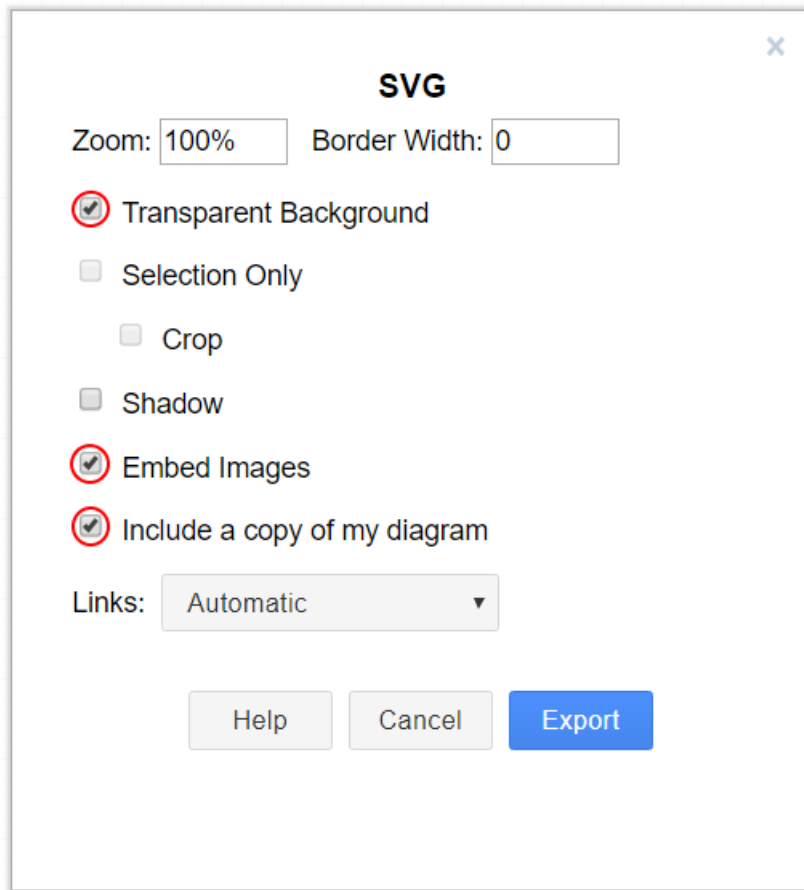 SVG
Zoom: 100% Border Width: 0
Transparent Background
Selection Only
Crop
Shadow
Embed Images
Include a copy of my diagram
Links: Automatic
Help Cancel Export